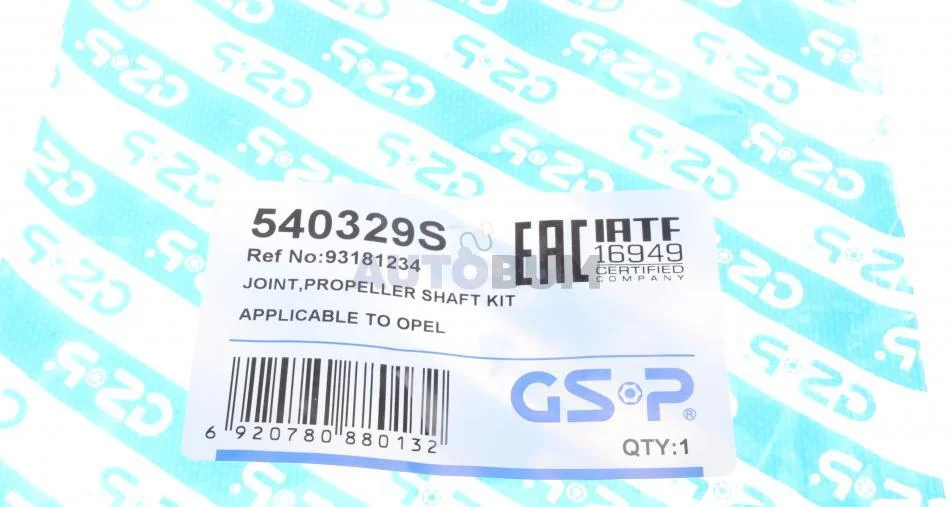 540329S
Ref No:93181234
JOINT,PROPELLER SHAFT KIT
APPLICABLE TO OPEL
EAC
IATF
16949
CERTIFIED
COMPANY
AUTOBUM
6 920780 880132
GSP®
QTY:1